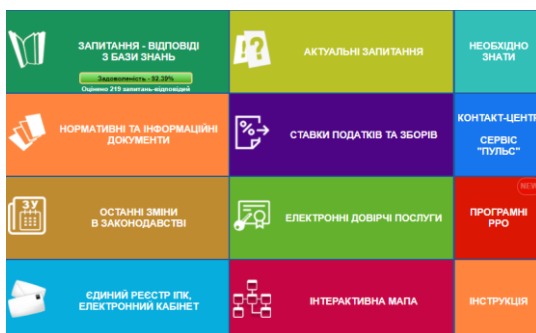 ЗАПИТАННЯ - ВІДПОВІДІ
З БАЗИ ЗНАНЬ
Задоволеність - 92.39%
Оцінено 219 запитань-відповідей
АКТУАЛЬНІ ЗАПИТАННЯ
НЕОБХІДНО
ЗНАТИ
НОРМАТИВНІ ТА ІНФОРМАЦІЙНІ
ДОКУМЕНТИ
СТАВКИ ПОДАТКІВ ТА ЗБОРІВ
КОНТАКТ-ЦЕНТР
СЕРВІС
"ПУЛЬС"
ЗУ
ОСТАННІ ЗМІНИ
В ЗАКОНОДАВСТВІ
ЕЛЕКТРОННІ ДОВІРЧІ ПОСЛУГИ
NEW
ПРОГРАМНІ
РРО
ЄДИНИЙ РЕЄСТР ІПК,
ЕЛЕКТРОННИЙ КАБІНЕТ
ІНТЕРАКТИВНА МАПА
ІНСТРУКЦІЯ